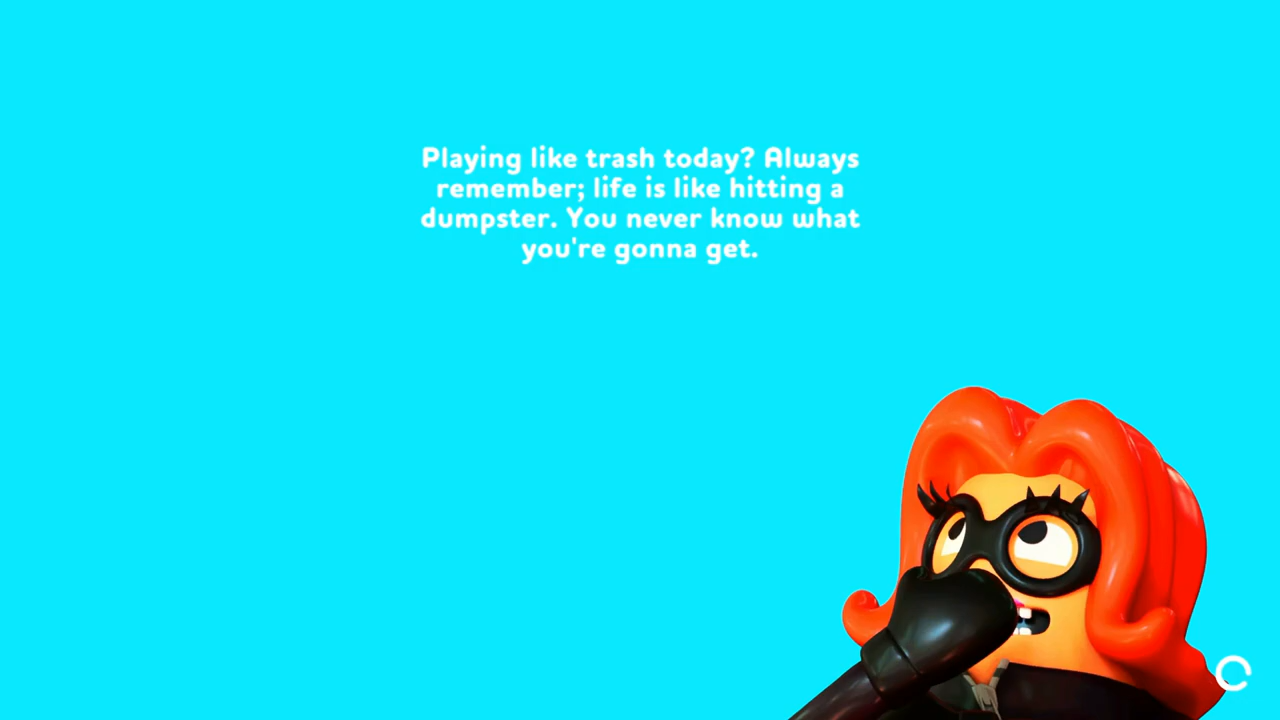 Playing like trash today? Always
remember; life is like hitting a
dumpster. You never know what
you're gonna get.